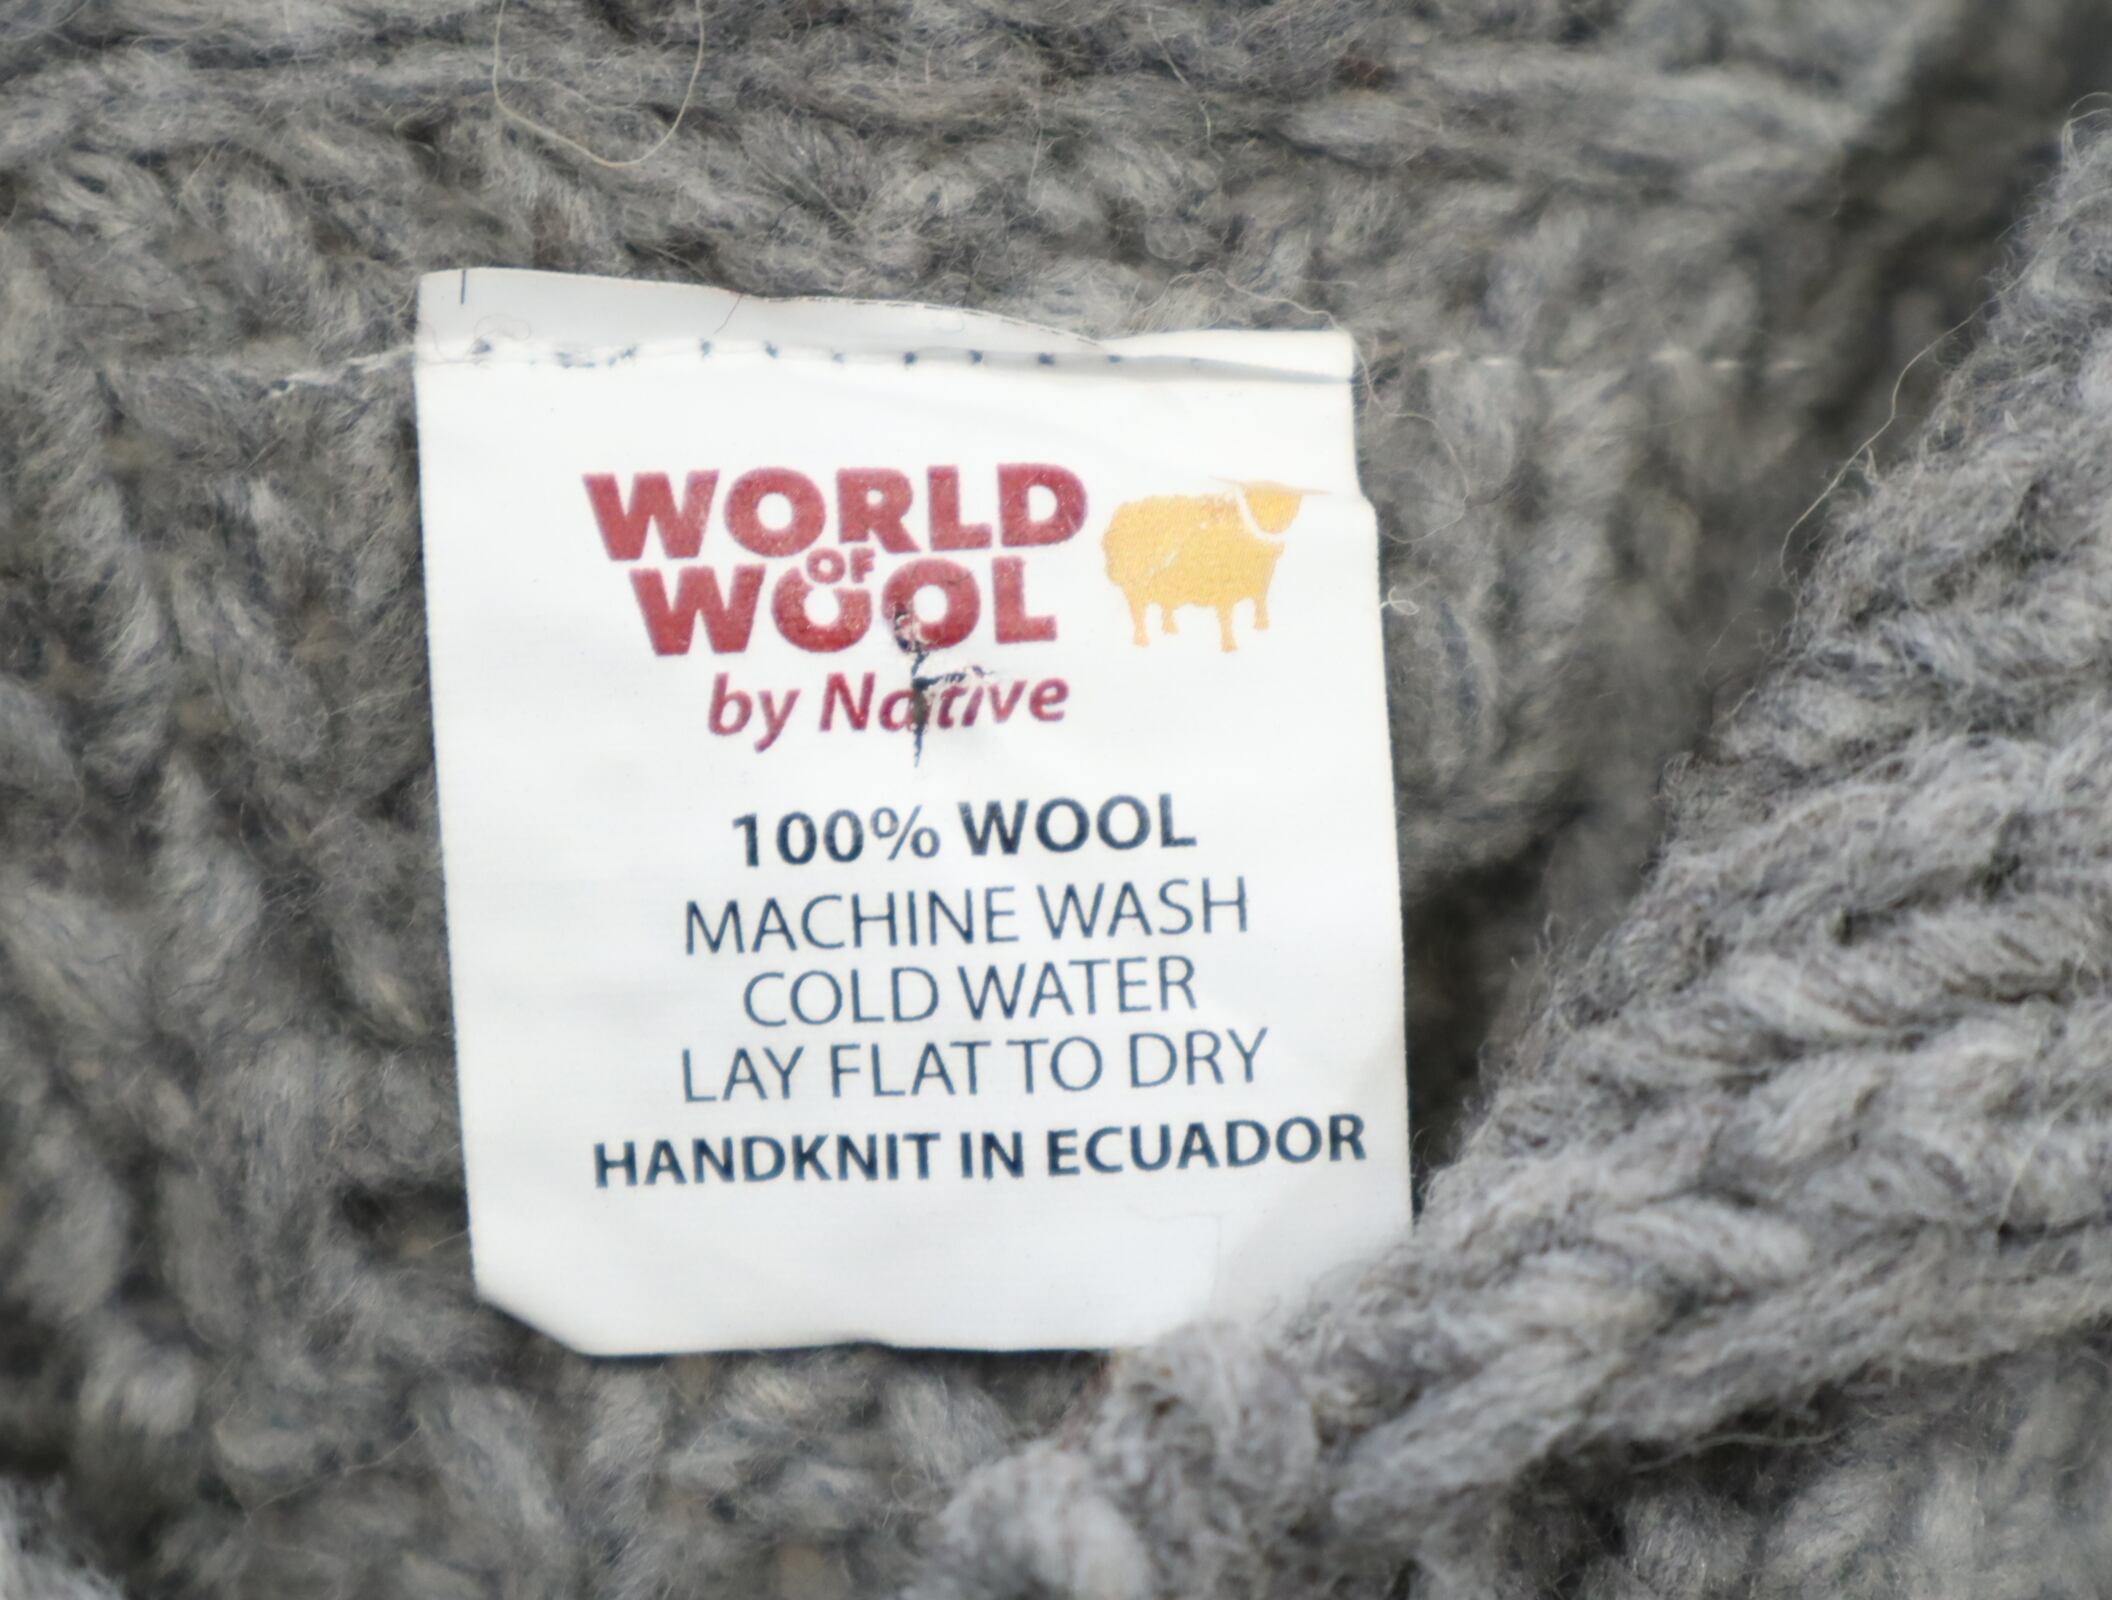 WORLD
OF
WOOL
by Native
100% WOOL
MACHINE WASH
COLD WATER
LAY FLAT TO DRY
HANDKNIT IN ECUADOR